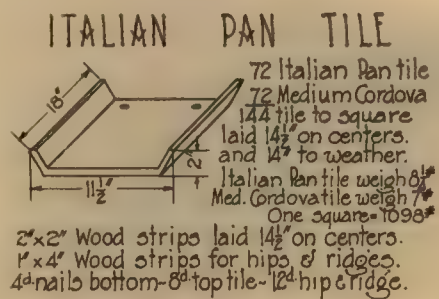 ITALIAN PAN TILE
18"
2"
11½"
72 Italian Pan tile
72 Medium Cordova
144 tile to square
laid 14½" on centers.
and 14" to weather.
Italian Pan tile weigh 8¼#
Med. Cordova tile weigh 7#
One square=1098#
2"x2" Wood strips laid 14½" on centers.
1"x4" Wood strips for hips & ridges.
4d. nails bottom-8d. top tile-12d. hip & ridge.